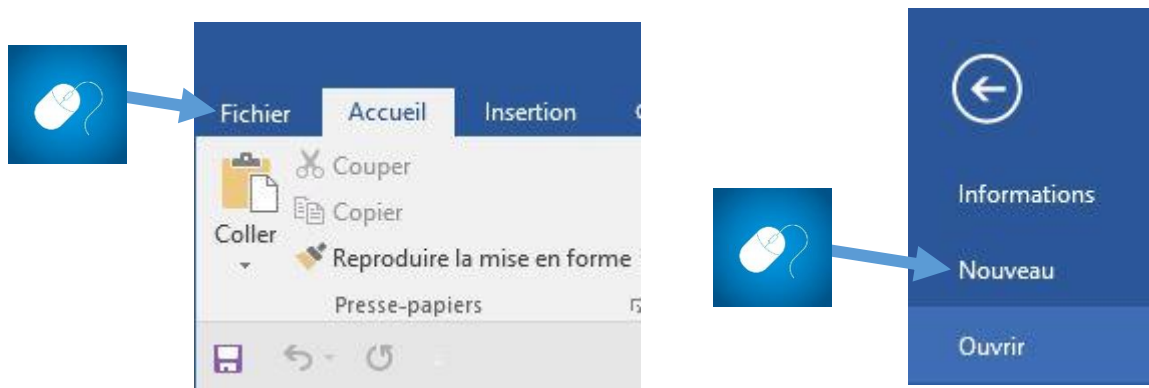 Fichier Accueil Insertion
Couper
Copier
Coller
Reproduire la mise en forme
Presse-papiers
Informations
Nouveau
Ouvrir